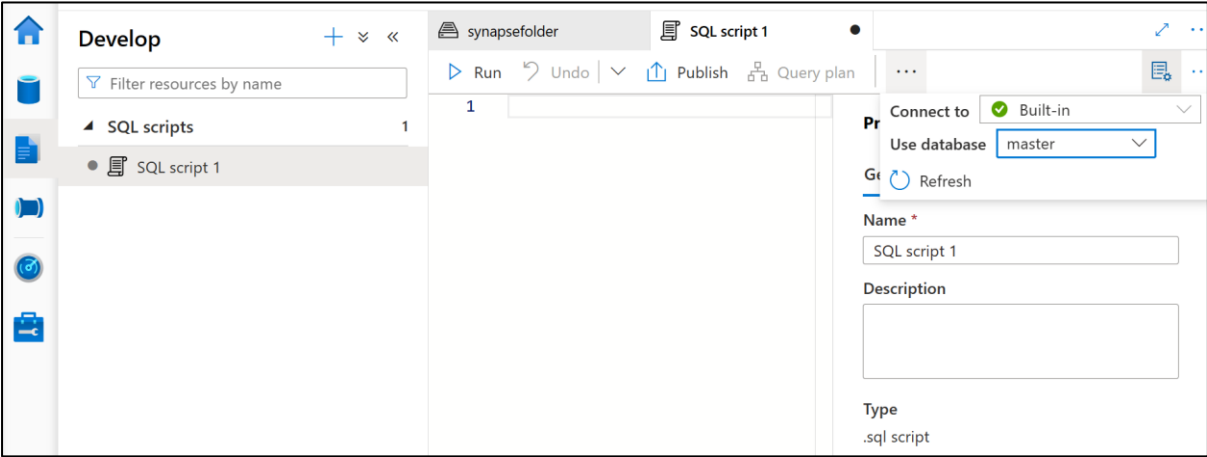 Develop
Filter resources by name
SQL scripts 1
SQL script 1
synapsefolder SQL script 1
Run Undo Publish Query plan ...
1
Connect to Built-in
Use database master
Refresh
Pr
Ge
Name *
SQL script 1
Description
Type
.sql script